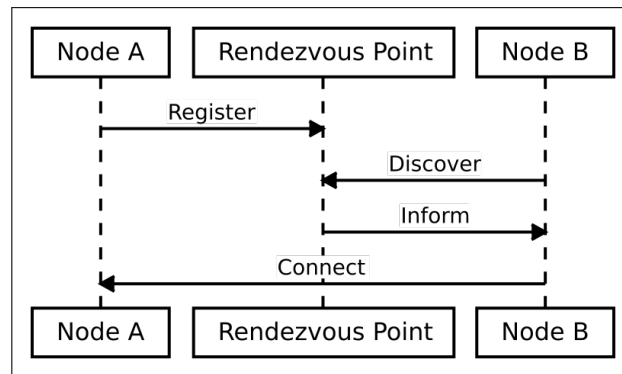 Node A
Rendezvous Point
Node B
Register
Discover
Inform
Connect
Node A
Rendezvous Point
Node B